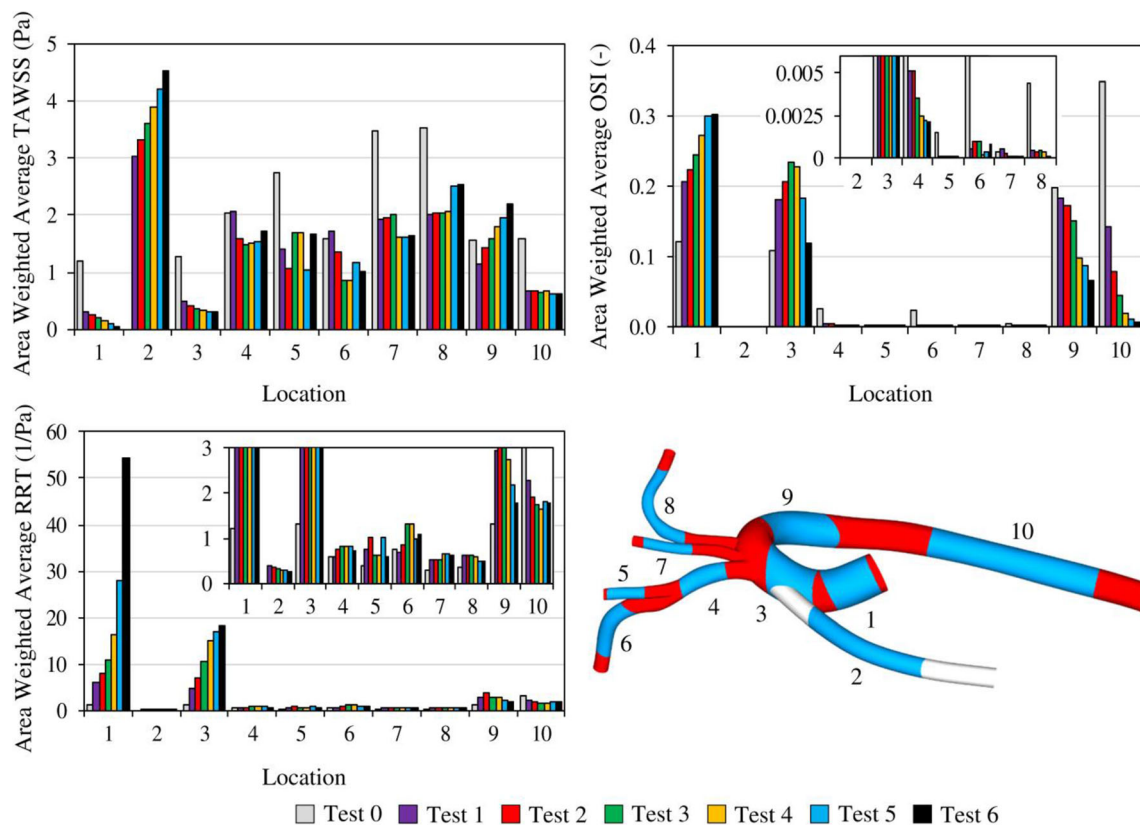 Area Weighted Average TAWSS (Pa)
5
4
3
2
1
0
1 2 3 4 5 6 7 8 9 10
Location
Area Weighted Average OSI (-)
0.4
0.3
0.2
0.1
0.0
0.005
0.0025
0
2 3 4 5 6 7 8
1 2 3 4 5 6 7 8 9 10
Location
Area Weighted Average RRT (1/Pa)
60
50
40
30
20
10
0
3
2
1
0
1 2 3 4 5 6 7 8 9 10
1 2 3 4 5 6 7 8 9 10
Location
8
9
10
7
5
4
3
1
6
2
Test 0 Test 1 Test 2 Test 3 Test 4 Test 5 Test 6